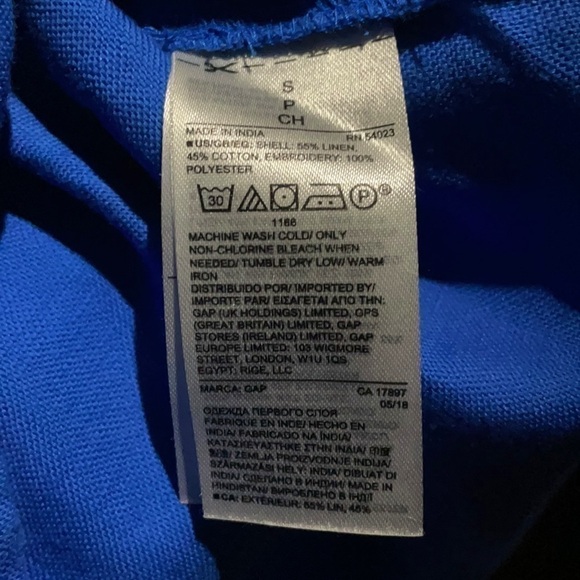 S
P
CH
MADE IN INDIA RN 54023
■US/GB/EG: SHELL: 55% LINEN,
45% COTTON, EMBROIDERY: 100%
POLYESTER
30 P
1166
MACHINE WASH COLD/ ONLY
NON-CHLORINE BLEACH WHEN
NEEDED/ TUMBLE DRY LOW/ WARM
IRON
DISTRIBUIDO POR/ IMPORTED BY/
IMPORTE PAR/ ΕΙΣΑΓΕΤΑΙ ΑΠΟ ΤΗΝ:
GAP (UK HOLDINGS) LIMITED, GPS
(GREAT BRITAIN) LIMITED, GAP
STORES (IRELAND) LIMITED, GAP
EUROPE LIMITED: 103 WIGMORE
STREET, LONDON, W1U 1QS
EGYPT: RIGE, LLC
MARCA: GAP CA 17897
05/18
ОДЕЖДА ПЕРВОГО СЛОЯ
FABRIQUE EN INDE/ HECHO EN
INDIA/ FABRICADO NA ÍNDIA/
ΚΑΤΑΣΚΕΥΑΣΤΗΚΕ ΣΤΗΝ ΙΝΔΙΑ/
ZEMLJA PROIZVODNJE INDIJA/
SZÁRMAZÁSI HELY: INDIA/ DIBUAT DI
INDIA/ СДЕЛАНО В ИНДИИ/ MADE IN
HINDISTAN/ ВИРОБЛЕНО В ІНДІЇ
■CA: EXTÉRIEUR: 55% LIN, 45%